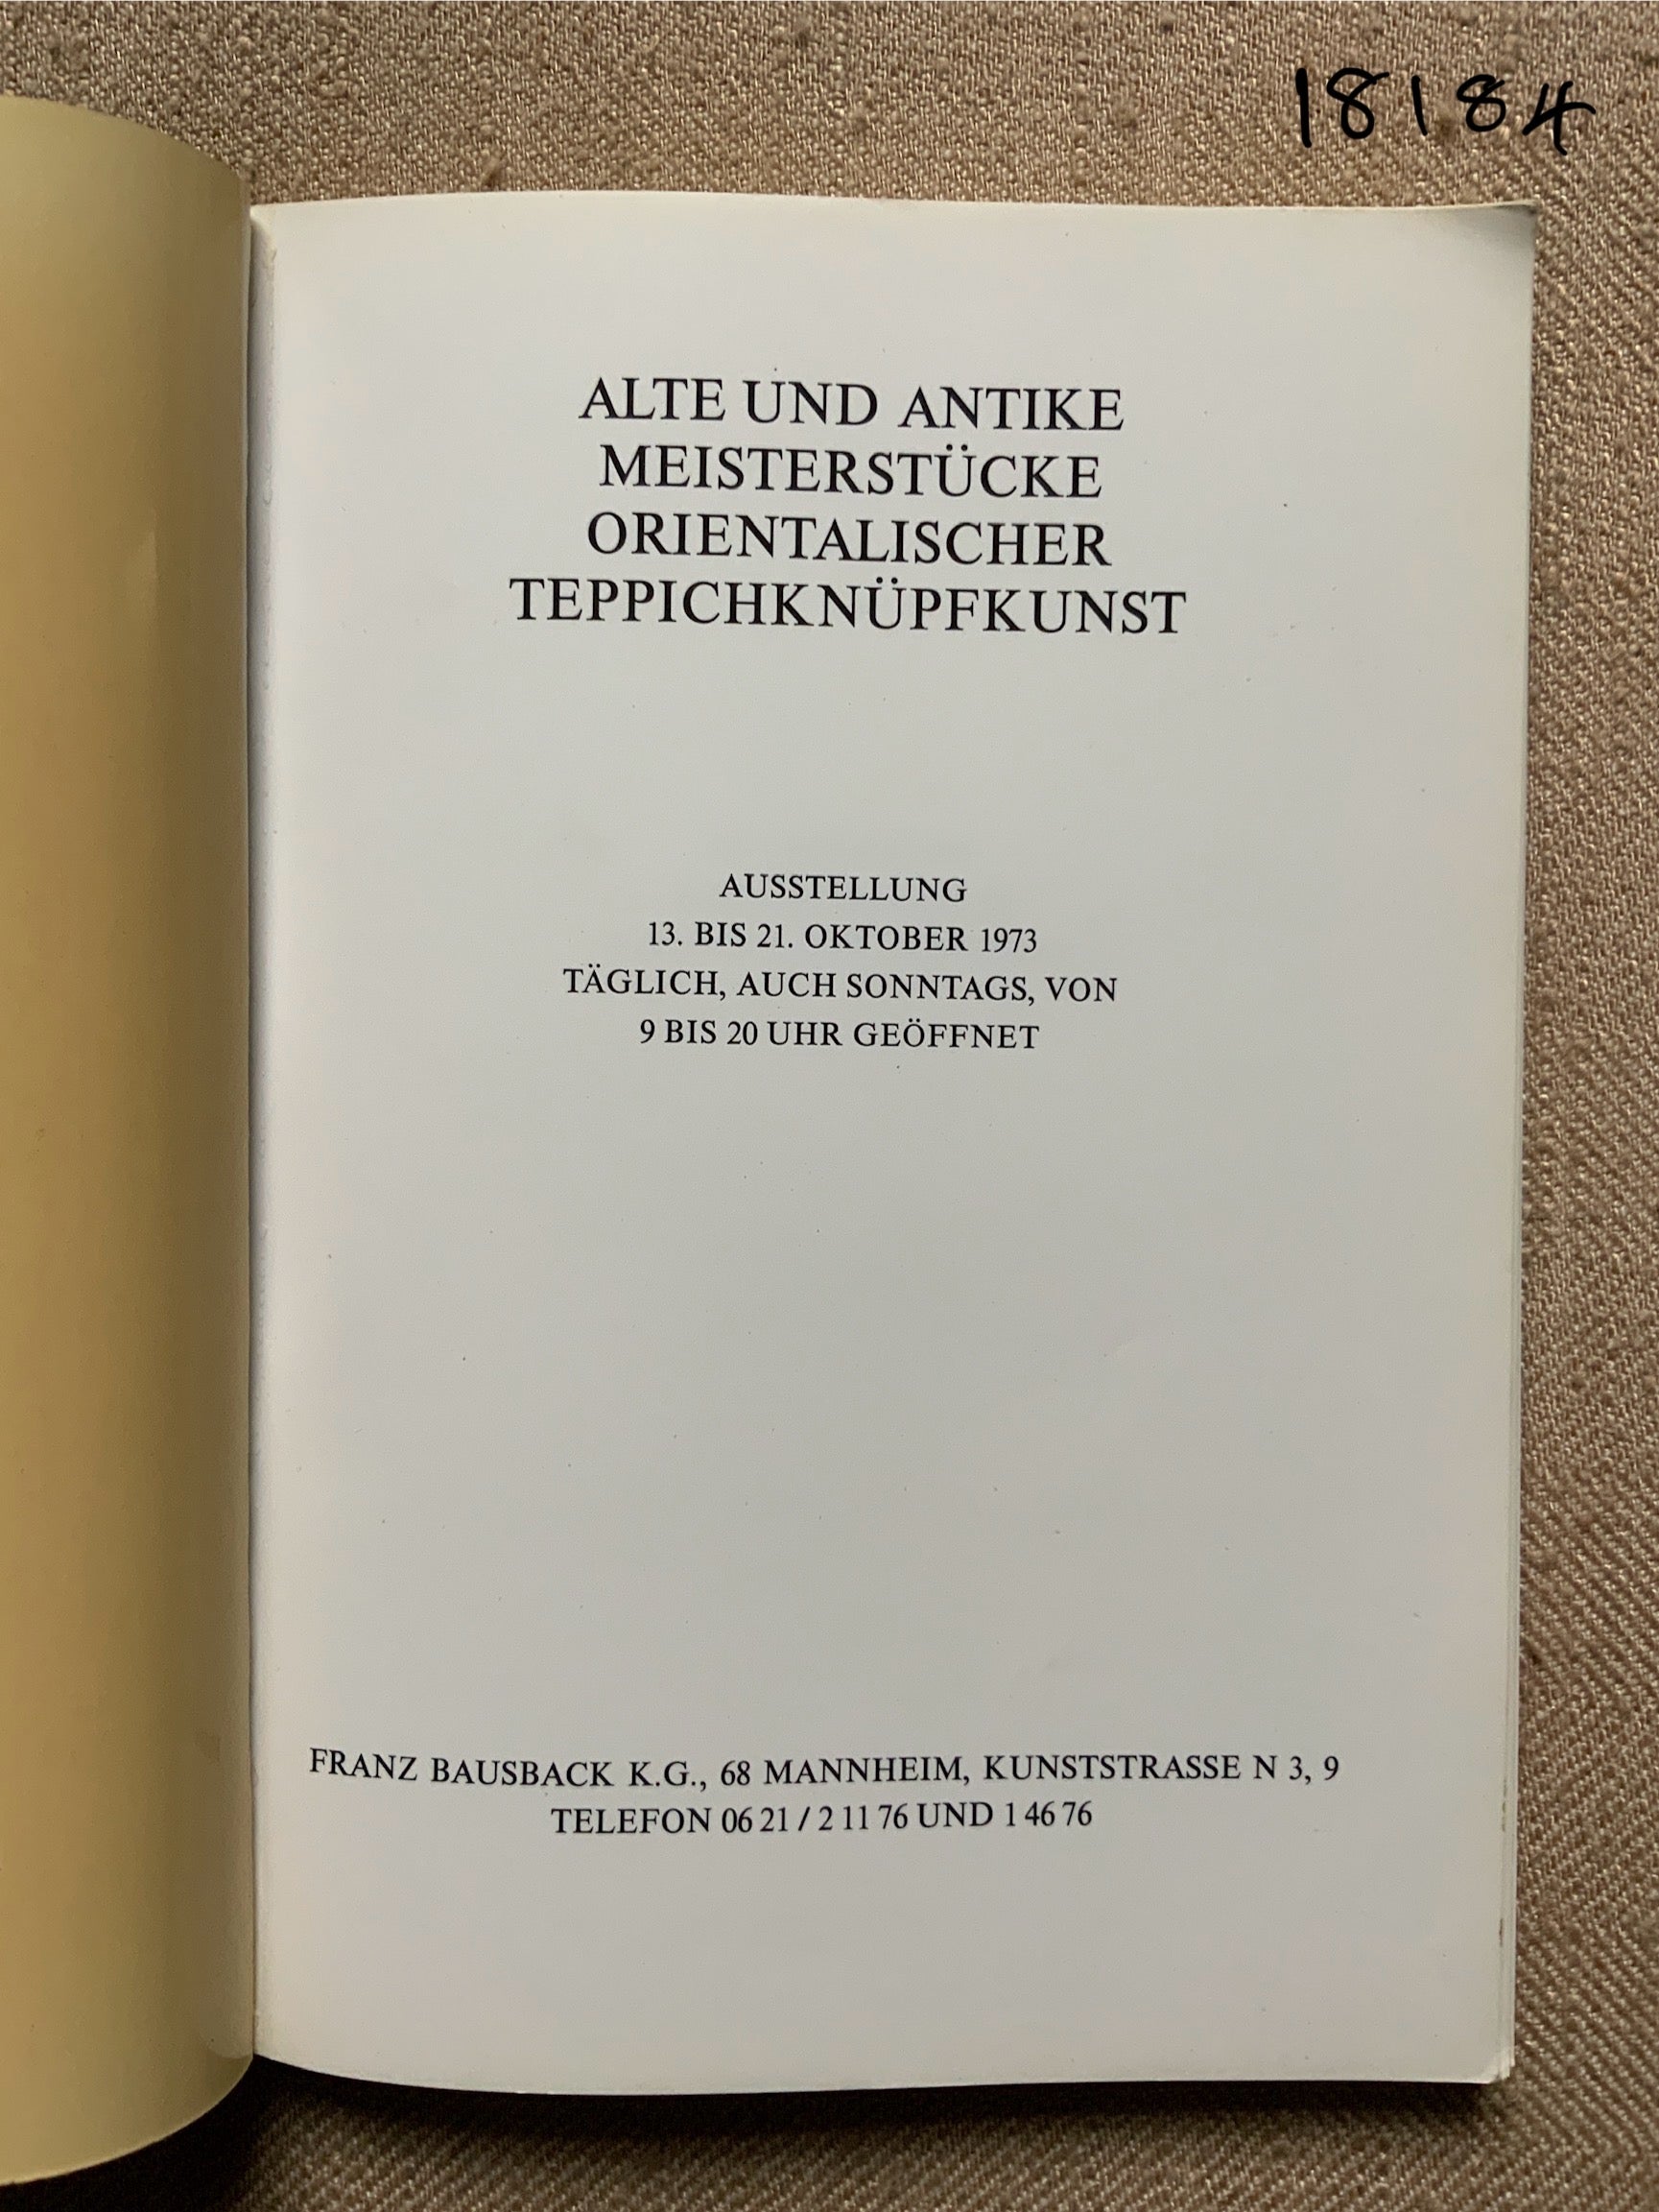 18184
ALTE UND ANTIKE
MEISTERSTÜCKE
ORIENTALISCHER
TEPPICHKNÜPFKUNST
AUSSTELLUNG
13. BIS 21. OKTOBER 1973
TÄGLICH, AUCH SONNTAGS, VON
9 BIS 20 UHR GEÖFFNET
FRANZ BAUSBACK K.G., 68 MANNHEIM, KUNSTSTRASSE N 3, 9
TELEFON 06 21 / 2 11 76 UND 1 46 76